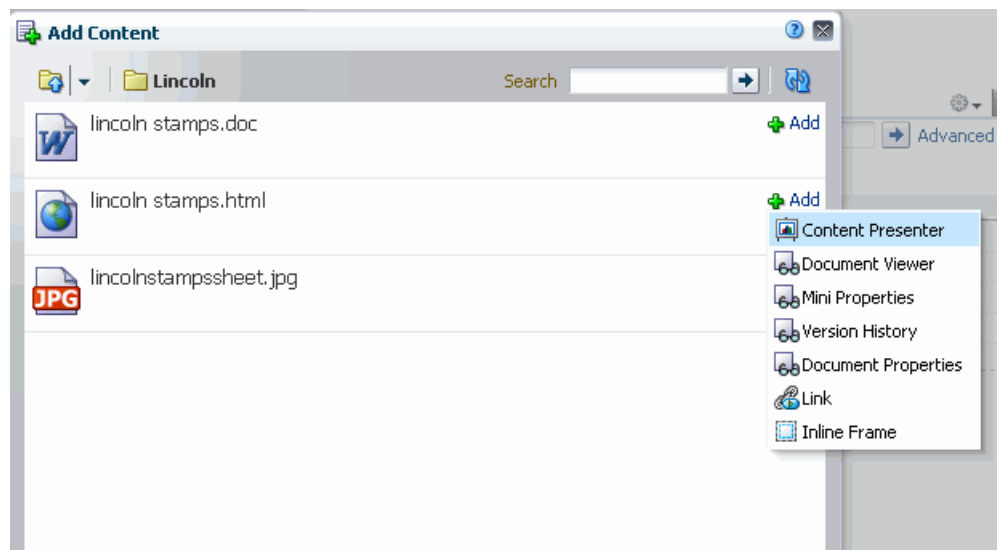 Add Content
Lincoln
Search
Advanced
W
lincoln stamps.doc
Add
lincoln stamps.html
Add
Content Presenter
Document Viewer
JPG
lincolnstampssheet.jpg
Mini Properties
Version History
Document Properties
Link
Inline Frame